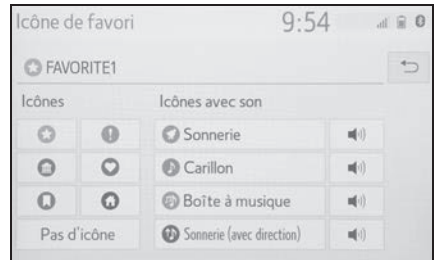 Icône de favori 9:54 0
FAVORITE1
Icônes Icônes avec son
Sonnerie
Carillon
Boîte à musique
Pas d'icône Sonnerie (avec direction)